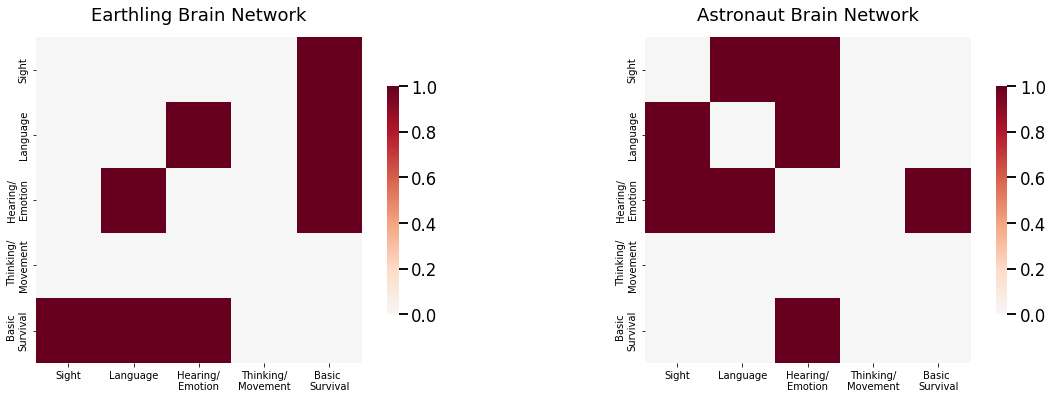 Earthling Brain Network
Sight
Language
Hearing/
Emotion
Thinking/
Movement
Basic
Survival
Sight
Language
Hearing/
Emotion
Thinking/
Movement
Basic
Survival
1.0
0.8
0.6
0.4
0.2
0.0
Astronaut Brain Network
Sight
Language
Hearing/
Emotion
Thinking/
Movement
Basic
Survival
Sight
Language
Hearing/
Emotion
Thinking/
Movement
Basic
Survival
1.0
0.8
0.6
0.4
0.2
0.0